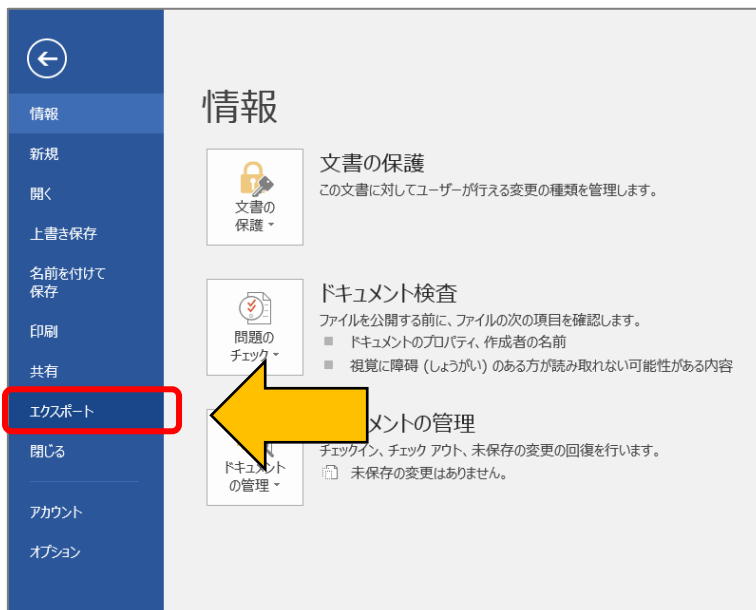 情報
新規
開く
上書き保存
名前を付けて
保存
印刷
共有
エクスポート
閉じる
アカウント
オプション
情報
文書の
保護
文書の保護
この文書に対してユーザーが行える変更の種類を管理します。
問題の
チェック
ドキュメント検査
ファイルを公開する前に、ファイルの次の項目を確認します。
ドキュメントのプロパティ、作成者の名前
視覚に障碍 (しょうがい) のある方が読み取れない可能性がある内容
ドキュメント
の管理
メントの管理
チェックイン、チェック アウト、未保存の変更の回復を行います。
未保存の変更はありません。